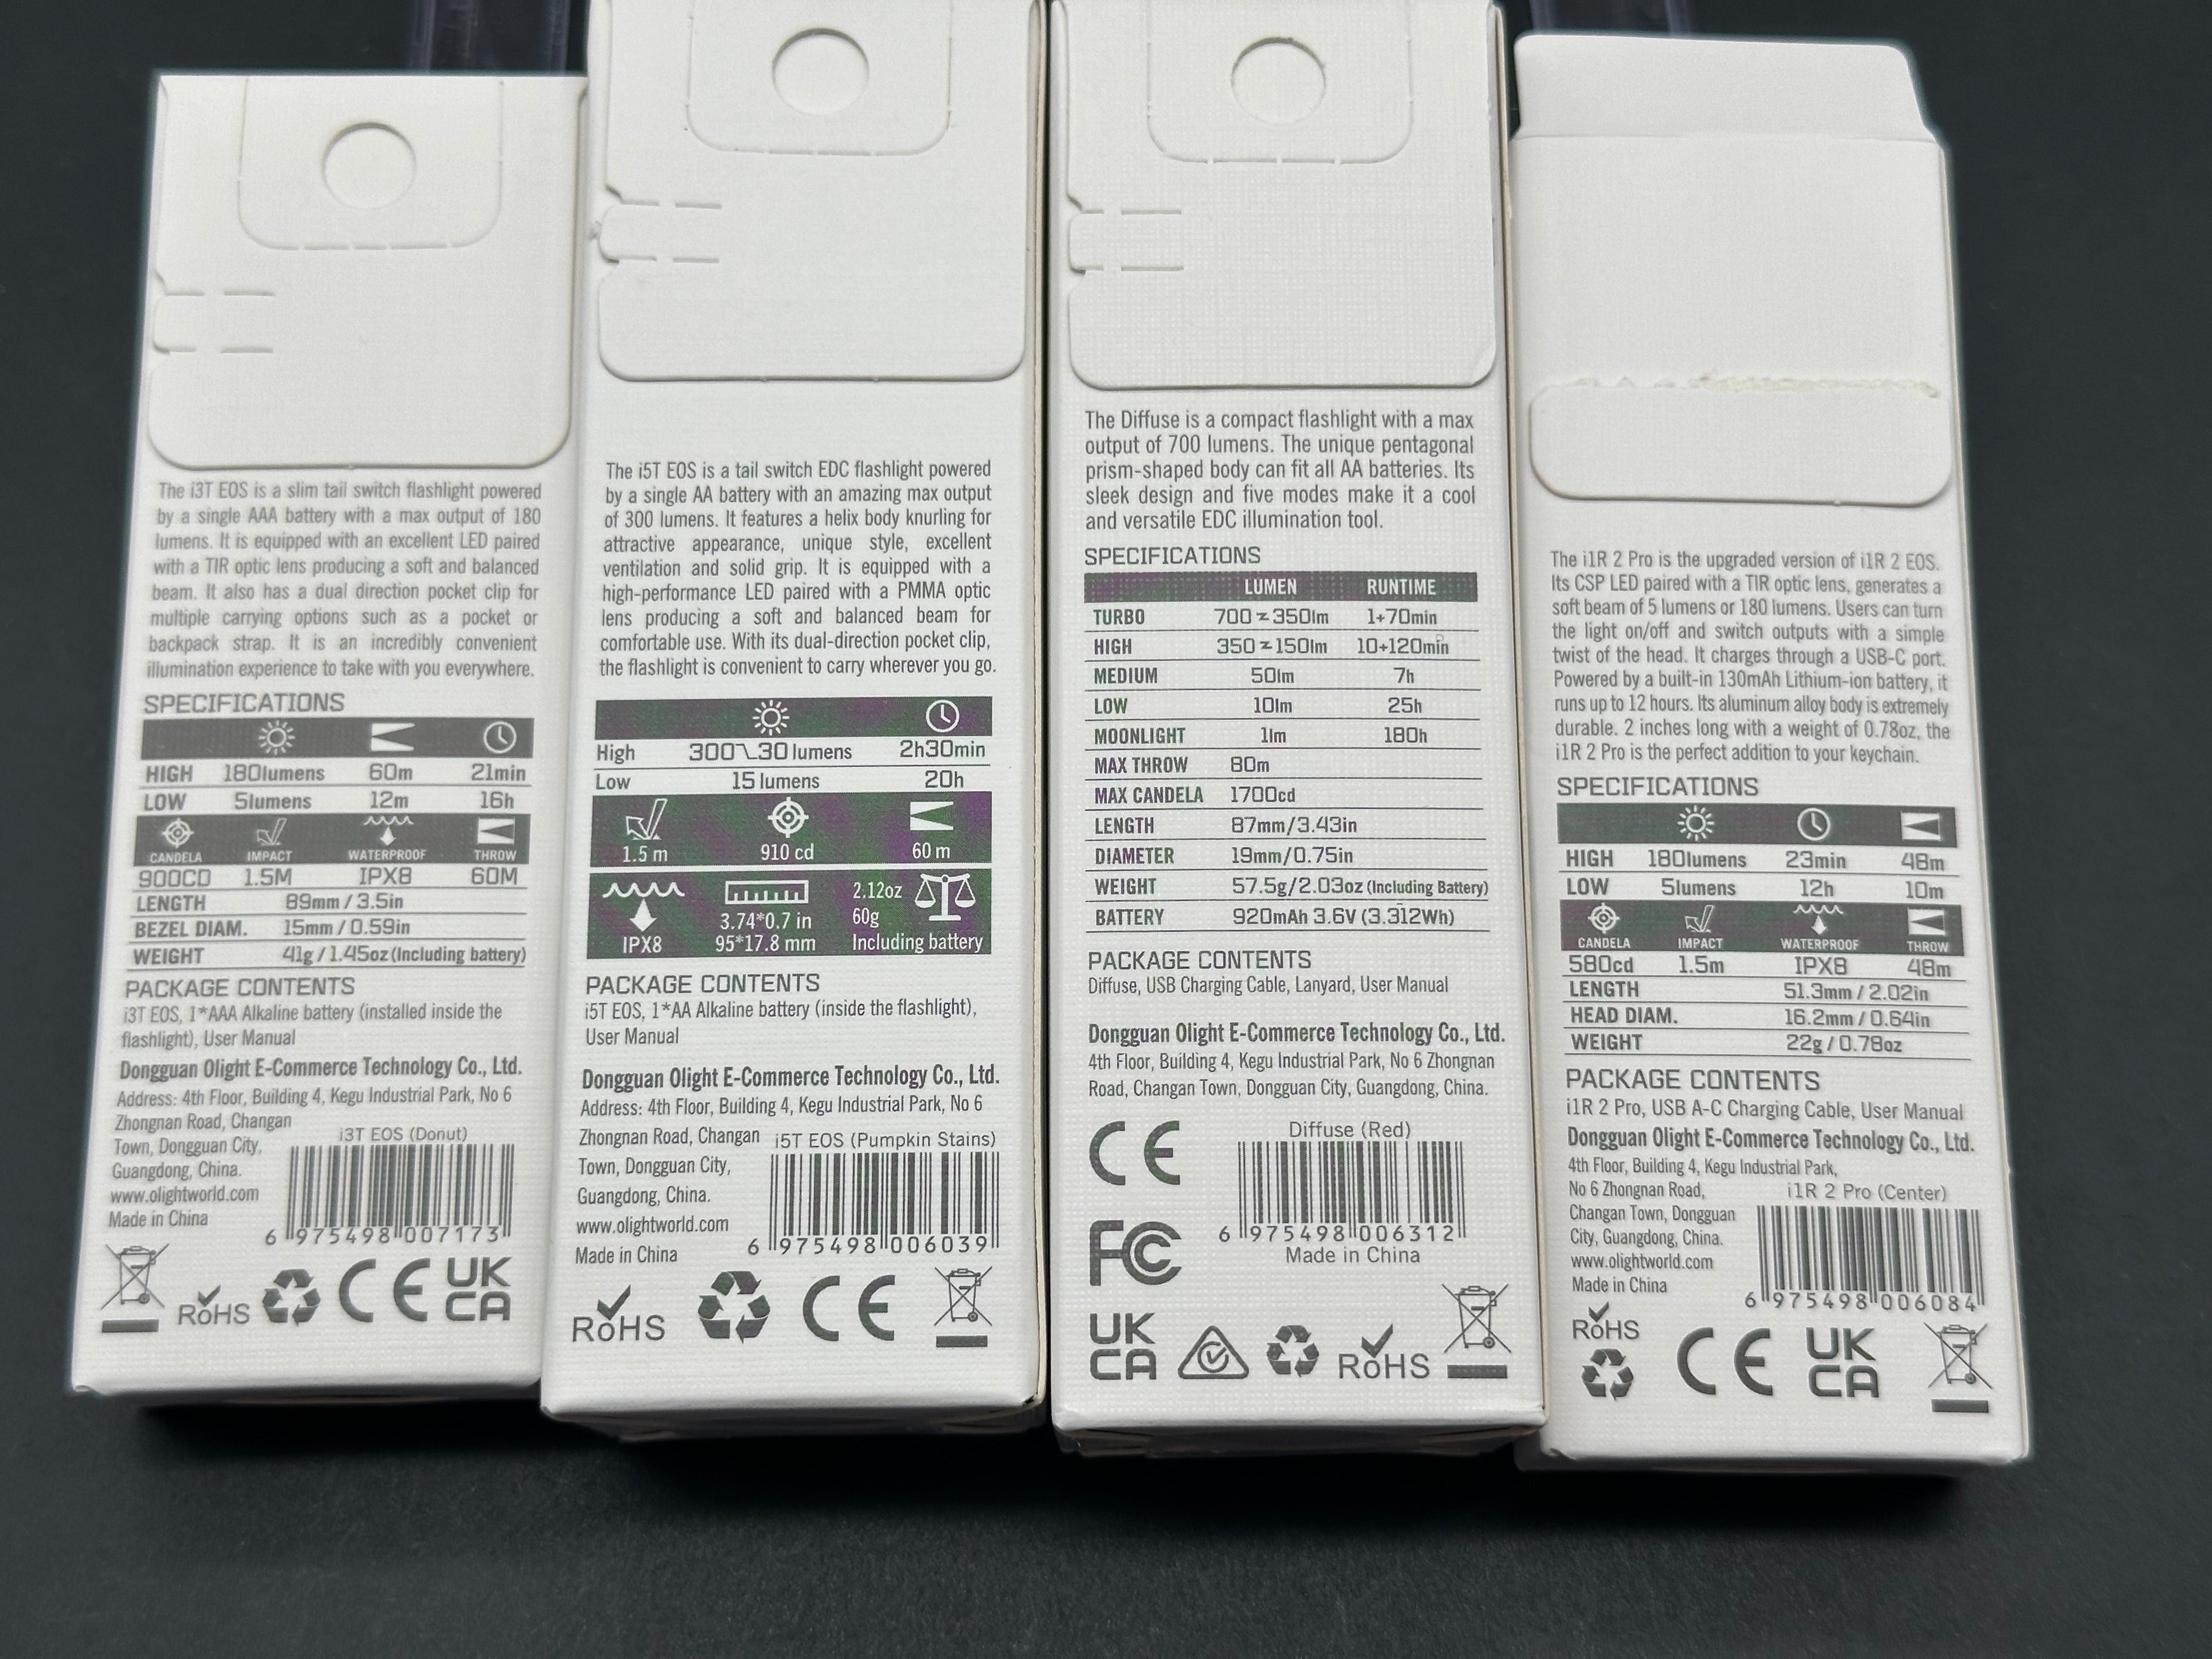 The i3T EOS is a slim tail switch flashlight powered
by a single AAA battery with a max output of 180
lumens. It is equipped with an excellent LED paired
with a TIR optic lens producing a soft and balanced
beam. It also has a dual direction pocket clip for
multiple carrying options such as a pocket or
backpack strap. It is an incredibly convenient
illumination experience to take with you everywhere.
SPECIFICATIONS
HIGH 180lumens 60m 21min
LOW 5lumens 12m 16h
CANDELA IMPACT WATERPROOF THROW
900CD 1.5M IPX8 60M
LENGTH 89mm / 3.5in
BEZEL DIAM. 15mm / 0.59in
WEIGHT 41g / 1.45oz (Including battery)
PACKAGE CONTENTS
i3T EOS, 1*AAA Alkaline battery (installed inside the
flashlight), User Manual
Dongguan Olight E-Commerce Technology Co., Ltd.
Address: 4th Floor, Building 4, Kegu Industrial Park, No 6
Zhongnan Road, Changan
Town, Dongguan City,
Guangdong, China.
www.olightworld.com
Made in China
i3T EOS (Donut)
6 975498 007173
RoHS CE UK
CA
The i5T EOS is a tail switch EDC flashlight powered
by a single AA battery with an amazing max output
of 300 lumens. It features a helix body knurling for
attractive appearance, unique style, excellent
ventilation and solid grip. It is equipped with a
high-performance LED paired with a PMMA optic
lens producing a soft and balanced beam for
comfortable use. With its dual-direction pocket clip,
the flashlight is convenient to carry wherever you go.
High 300~30 lumens 2h30min
Low 15 lumens 20h
1.5 m 910 cd 60 m
2.12oz
60g
3.74*0.7 in
IPX8 95*17.8 mm Including battery
PACKAGE CONTENTS
i5T EOS, 1*AA Alkaline battery (inside the flashlight),
User Manual
Dongguan Olight E-Commerce Technology Co., Ltd.
Address: 4th Floor, Building 4, Kegu Industrial Park, No 6
Zhongnan Road, Changan
Town, Dongguan City,
Guangdong, China.
www.olightworld.com
Made in China
i5T EOS (Pumpkin Stains)
6 975498 006039
RoHS CE
The Diffuse is a compact flashlight with a max
output of 700 lumens. The unique pentagonal
prism-shaped body can fit all AA batteries. Its
sleek design and five modes make it a cool
and versatile EDC illumination tool.
SPECIFICATIONS
LUMEN RUNTIME
TURBO 700~350lm 1+70min
HIGH 350~150lm 10+120min
MEDIUM 50lm 7h
LOW 10lm 25h
MOONLIGHT 1lm 180h
MAX THROW 80m
MAX CANDELA 1700cd
LENGTH 87mm/3.43in
DIAMETER 19mm/0.75in
WEIGHT 57.5g/2.03oz (Including Battery)
BATTERY 920mAh 3.6V (3.312Wh)
PACKAGE CONTENTS
Diffuse, USB Charging Cable, Lanyard, User Manual
Dongguan Olight E-Commerce Technology Co., Ltd.
4th Floor, Building 4, Kegu Industrial Park, No 6 Zhongnan
Road, Changan Town, Dongguan City, Guangdong, China.
CE
Diffuse (Red)
6 975498 006312
Made in China
FC
UK
CA
RoHS
The i1R 2 Pro is the upgraded version of i1R 2 EOS.
Its CSP LED paired with a TIR optic lens, generates a
soft beam of 5 lumens or 180 lumens. Users can turn
the light on/off and switch outputs with a simple
twist of the head. It charges through a USB-C port.
Powered by a built-in 130mAh Lithium-ion battery, it
runs up to 12 hours. Its aluminum alloy body is extremely
durable. 2 inches long with a weight of 0.78oz, the
i1R 2 Pro is the perfect addition to your keychain.
SPECIFICATIONS
HIGH 180lumens 23min 48m
LOW 5lumens 12h 10m
CANDELA IMPACT WATERPROOF THROW
580cd 1.5m IPX8 48m
LENGTH 51.3mm / 2.02in
HEAD DIAM. 16.2mm / 0.64in
WEIGHT 22g / 0.78oz
PACKAGE CONTENTS
i1R 2 Pro, USB A-C Charging Cable, User Manual
Dongguan Olight E-Commerce Technology Co., Ltd.
4th Floor, Building 4, Kegu Industrial Park,
No 6 Zhongnan Road,
Changan Town, Dongguan
City, Guangdong, China.
www.olightworld.com
Made in China
i1R 2 Pro (Center)
6 975498 006084
RoHS
CE UK
CA